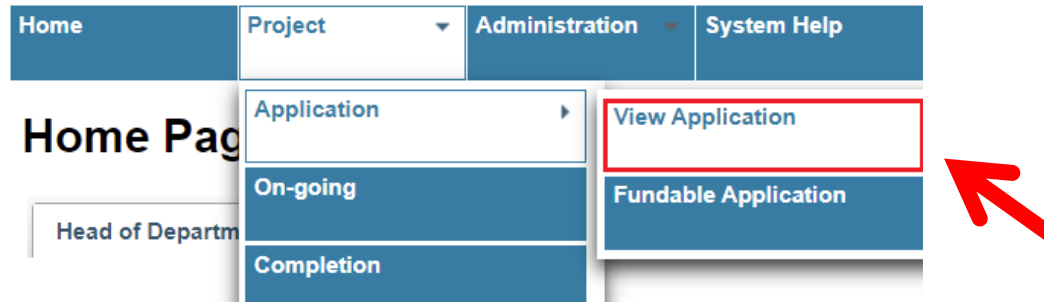 Home Project Administration System Help
Application View Application
Home Pag
On-going Fundable Application
Head of Departm
Completion